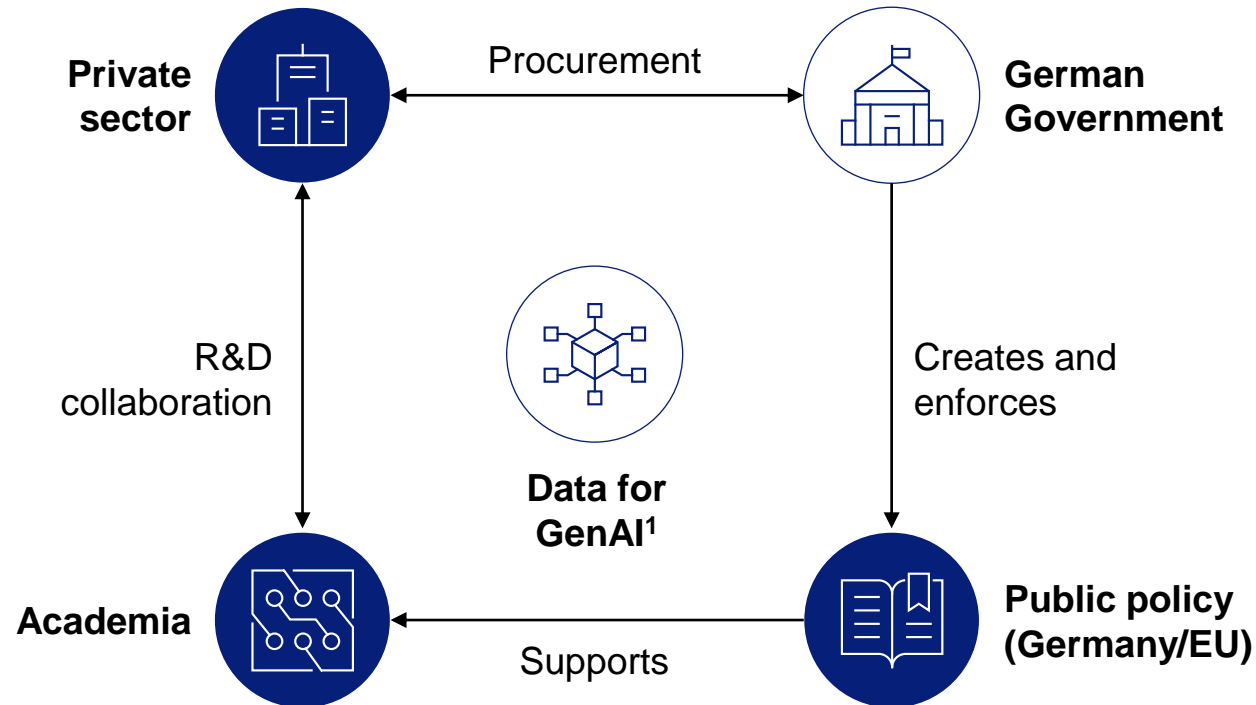 Private
sector
Procurement
German
Government
R&D
collaboration
Creates and
enforces
Data for
GenAI¹
Academia
Supports
Public policy
(Germany/EU)